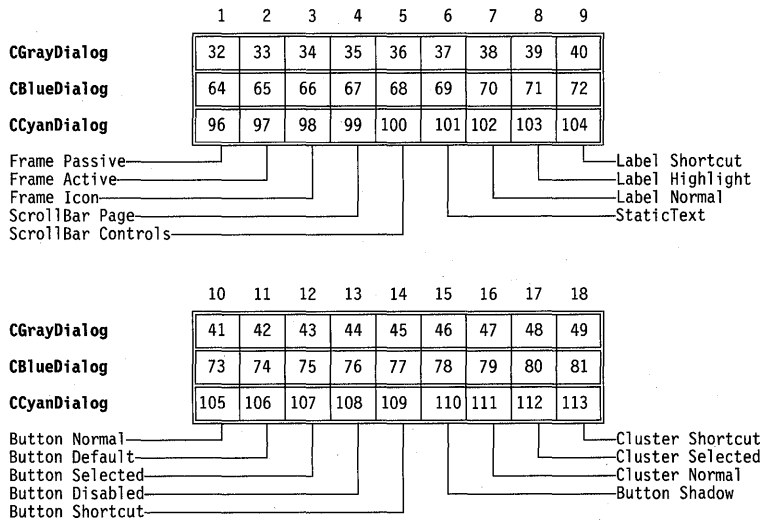 1 2 3 4 5 6 7 8 9
CGrayDialog 32 33 34 35 36 37 38 39 40
CBlueDialog 64 65 66 67 68 69 70 71 72
CCyanDialog 96 97 98 99 100 101 102 103 104
Frame Passive Label Shortcut
Frame Active Label Highlight
Frame Icon Label Normal
ScrollBar Page StaticText
ScrollBar Controls
10 11 12 13 14 15 16 17 18
CGrayDialog 41 42 43 44 45 46 47 48 49
CBlueDialog 73 74 75 76 77 78 79 80 81
CCyanDialog 105 106 107 108 109 110 111 112 113
Button Normal Cluster Shortcut
Button Default Cluster Selected
Button Selected Cluster Normal
Button Disabled Button Shadow
Button Shortcut